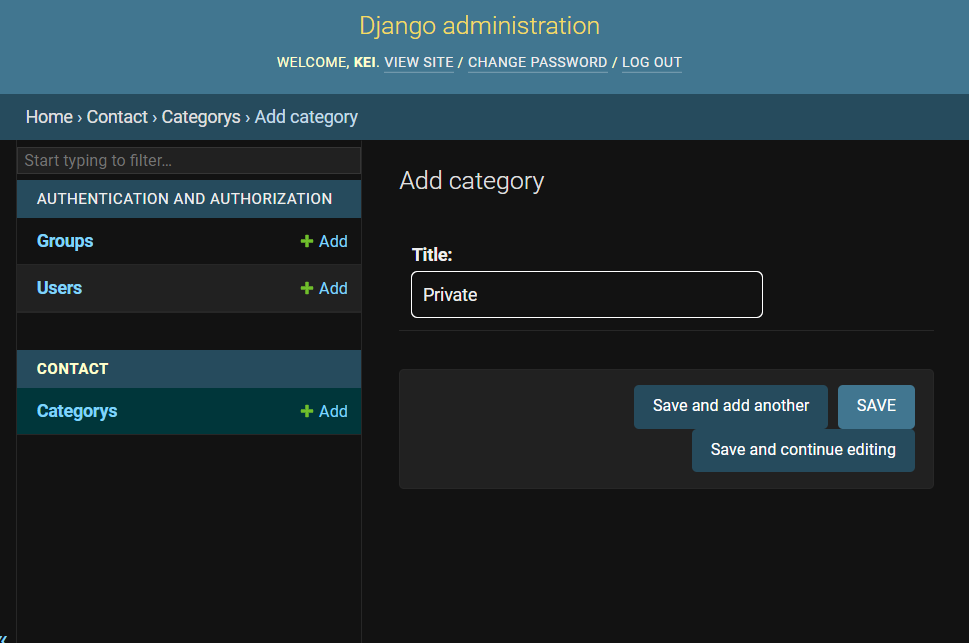 Django administration
WELCOME, KEI. VIEW SITE / CHANGE PASSWORD / LOG OUT
Home › Contact › Categorys › Add category
Start typing to filter…
AUTHENTICATION AND AUTHORIZATION
Groups + Add
Users + Add
CONTACT
Categorys + Add
«
Add category
Title:
Private
Save and add another SAVE
Save and continue editing